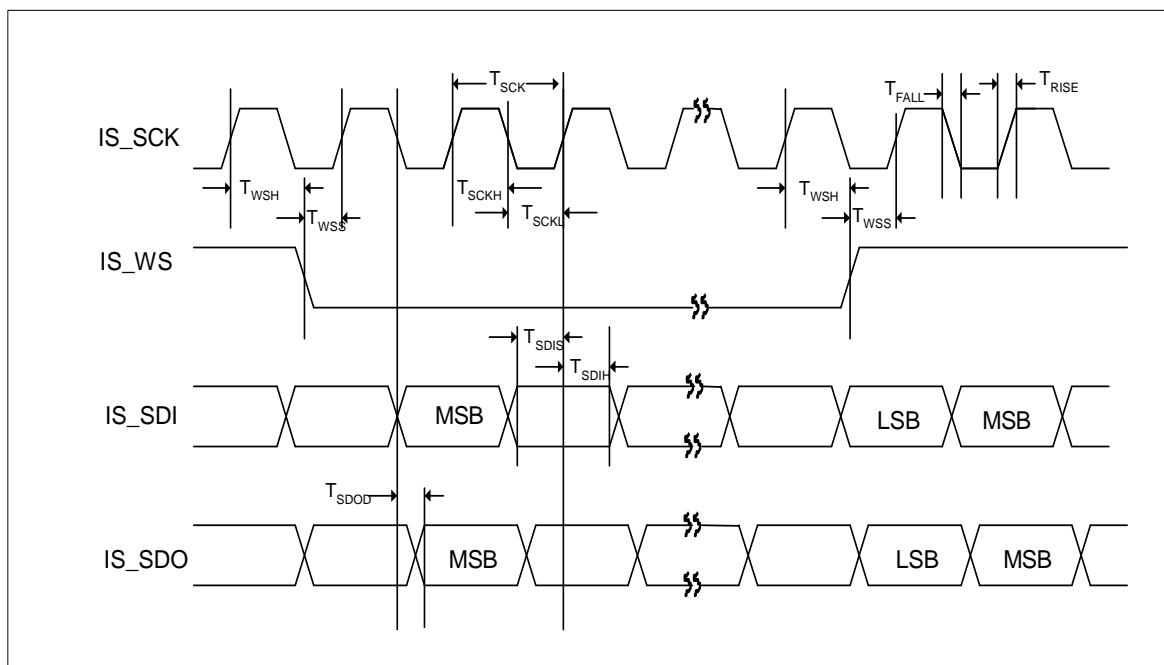 T_SCK
T_FALL
T_RISE
IS_SCK
T_WSH
T_SCKH
T_WSH
T_WSS
T_SCKL
T_WSS
IS_WS
T_SDIS
T_SDIH
IS_SDI
MSB
LSB
MSB
T_SDOD
IS_SDO
MSB
LSB
MSB